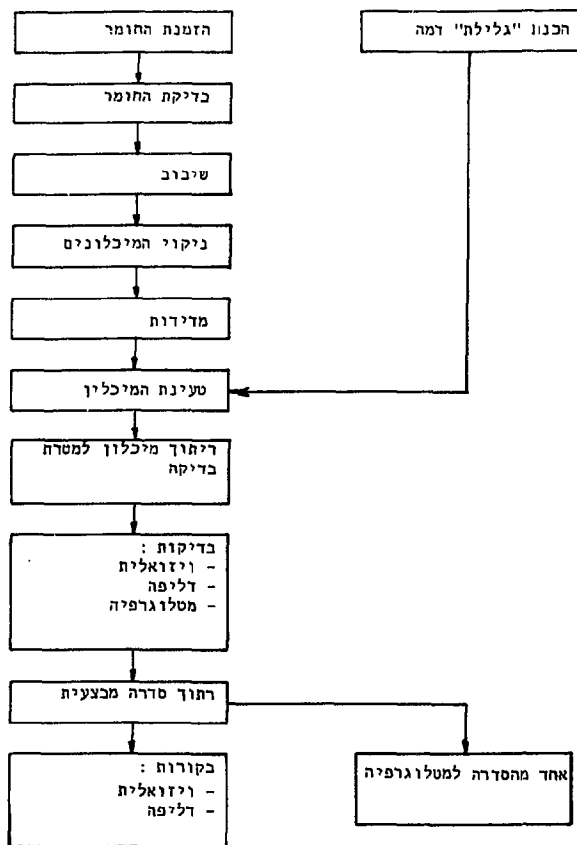 הזמנת החומר
הכנת "גלילת" דמה
בדיקת החומר
שיבוב
ניקוי המיכלונים
מדידות
טעינת המיכלין
ריתוך מיכלון למטרת
בדיקה
בדיקות :
- ויזואלית
- דליפה
- מטלוגרפיה
רתוך סדרה מבצעית
בקורות :
- ויזואלית
- דליפה
אחד מהסדרה למטלוגרפיה